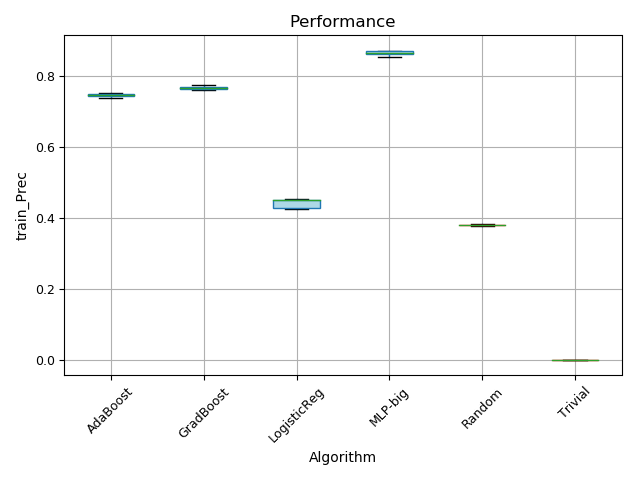 Performance
train_Prec
0.8
0.6
0.4
0.2
0.0
AdaBoost
GradBoost
LogisticReg
MLP-big
Random
Trivial
Algorithm